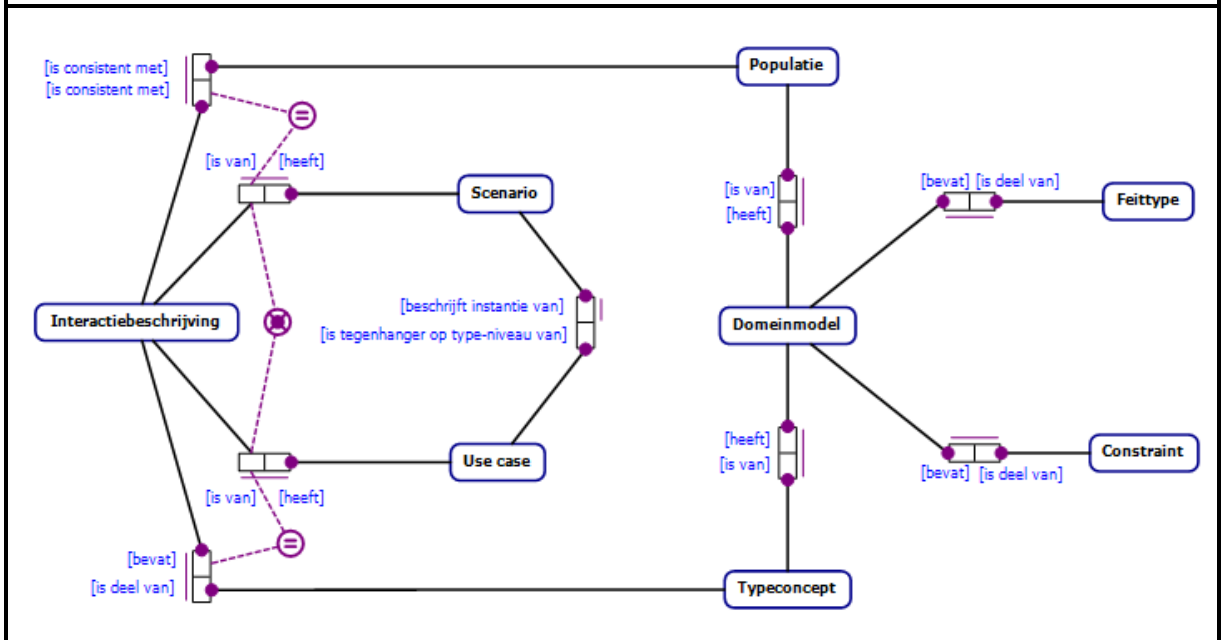 [is consistent met]
[is consistent met]
Populatie
[is van]
[heeft]
Scenario
[is van]
[heeft]
[bevat]
[is deel van]
Feittype
Interactiebeschrijving
[beschrijft instantie van]
[is tegenhanger op type-niveau van]
Domeinmodel
[heeft]
[is van]
Use case
[is van]
[heeft]
[bevat]
[is deel van]
Constraint
[bevat]
[is deel van]
Typeconcept